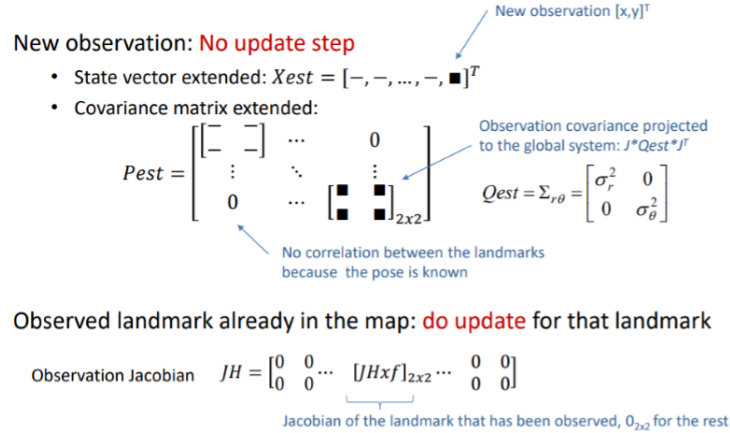 New observation [x,y]ᵀ
New observation: No update step
• State vector extended: Xest = [−, −, ..., −, ■]ᵀ
• Covariance matrix extended:
Pest = [[− − − −] ⋯ 0 ⋮ ⋱ ⋮ 0 ⋯ [■ ■ ■ ■]₂ₓ₂]
Observation covariance projected
to the global system: J*Qest*Jᵀ
Qest = Σ_rθ = [σ_r² 0 0 σ_θ²]
No correlation between the landmarks
because the pose is known
Observed landmark already in the map: do update for that landmark
Observation Jacobian JH = [0 0 0 0 ⋯ [JHxf]₂ₓ₂ ⋯ 0 0 0 0]
Jacobian of the landmark that has been observed, 0₂ₓ₂ for the rest